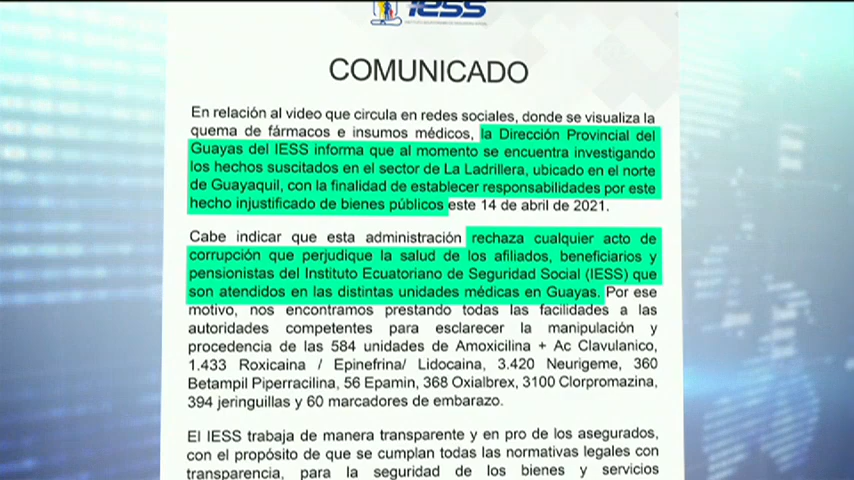 iess
COMUNICADO
En relación al video que circula en redes sociales, donde se visualiza la
quema de fármacos e insumos médicos, la Dirección Provincial del
Guayas del IESS informa que al momento se encuentra investigando
los hechos suscitados en el sector de La Ladrillera, ubicado en el norte
de Guayaquil, con la finalidad de establecer responsabilidades por este
hecho injustificado de bienes públicos este 14 de abril de 2021.
Cabe indicar que esta administración rechaza cualquier acto de
corrupción que perjudique la salud de los afiliados, beneficiarios y
pensionistas del Instituto Ecuatoriano de Seguridad Social (IESS) que
son atendidos en las distintas unidades médicas en Guayas. Por ese
motivo, nos encontramos prestando todas las facilidades a las
autoridades competentes para esclarecer la manipulación y
procedencia de las 584 unidades de Amoxicilina + Ac Clavulanico,
1.433 Roxicaina / Epinefrina/ Lidocaina, 3.420 Neurigeme, 360
Betampil Piperracilina, 56 Epamin, 368 Oxialbrex, 3100 Clorpromazina,
394 jeringuillas y 60 marcadores de embarazo.
El IESS trabaja de manera transparente y en pro de los asegurados,
con el propósito de que se cumplan todas las normativas legales con
transparencia, para la seguridad de los bienes y servicios